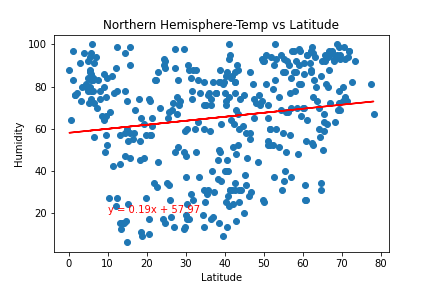 Northern Hemisphere-Temp vs Latitude
100
80
60
40
20
Humidity
y = 0.19x + 57.97
0 10 20 30 40 50 60 70 80
Latitude